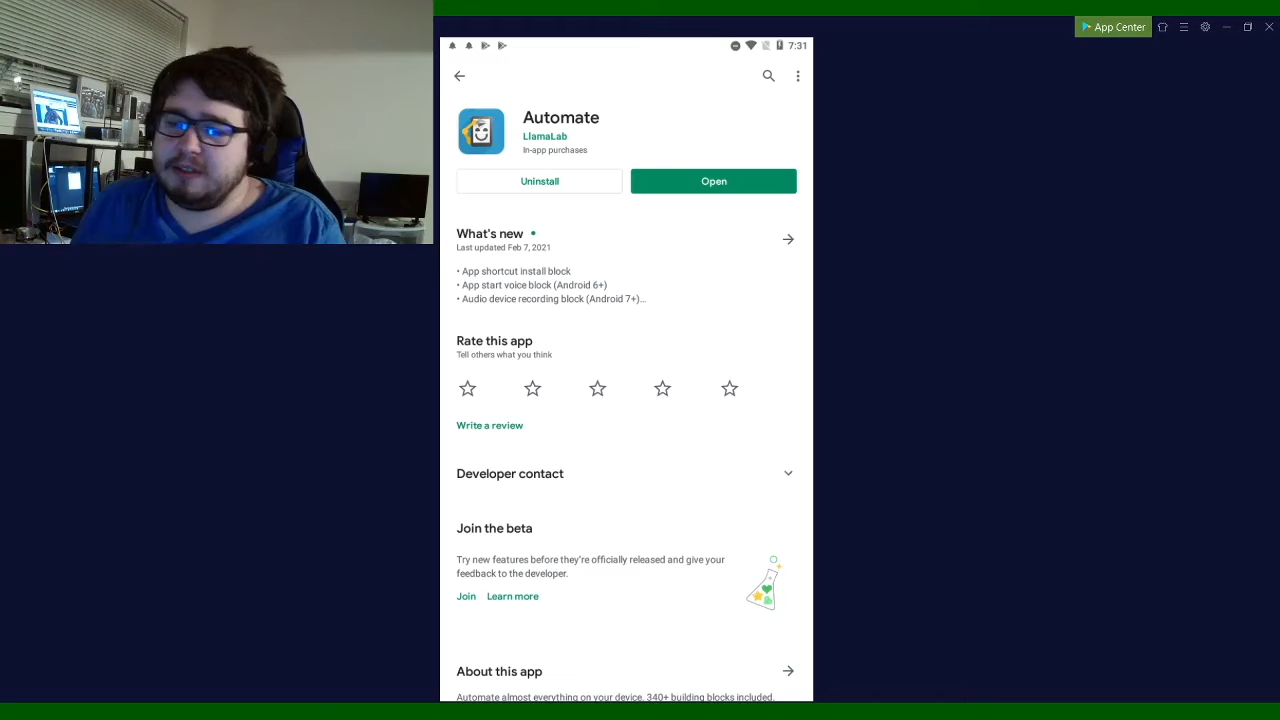 App Center
7:31
Automate
LlamaLab
In-app purchases
Uninstall
Open
What's new
Last updated Feb 7, 2021
• App shortcut install block
• App start voice block (Android 6+)
• Audio device recording block (Android 7+)...
Rate this app
Tell others what you think
Write a review
Developer contact
Join the beta
Try new features before they're officially released and give your
feedback to the developer.
Join Learn more
About this app
Automate almost everything on your device. 340+ building blocks included.